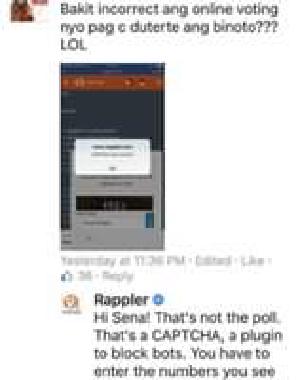 Bakit incorrect ang online voting
nyo pag c duterte ang binoto???
LOL
Yesterday at 11:36 PM · Edited · Like ·
36 · Reply
Rappler
Hi Sena! That's not the poll.
That's a CAPTCHA, a plugin
to block bots. You have to
enter the numbers you see